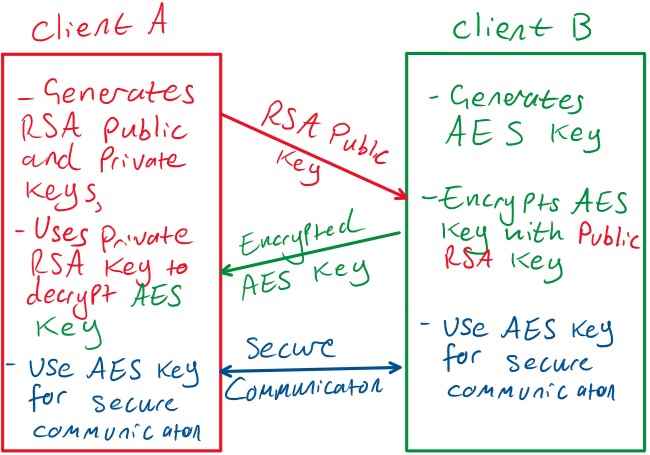 Client A
- Generates
RSA Public
and Private
Keys,
- Uses Private
RSA Key to
decrypt AES
Key
- USE AES Key
for secure
communicaton
RSA Public
Key
Encrypted
AES Key
Secure
Communicaton
Client B
- Generates
AES Key
- Encrypts AES
Key with Public
RSA Key
- USE AES Key
for secure
communicaton